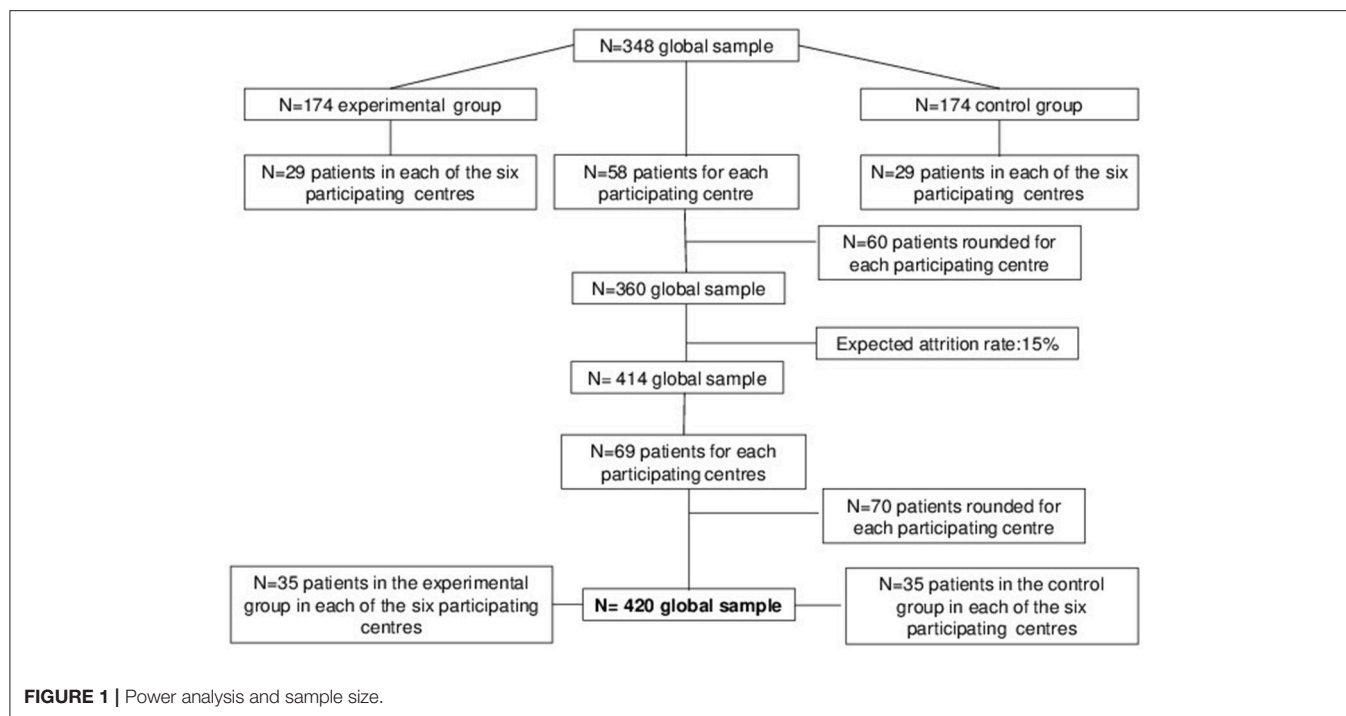 N=348 global sample
N=174 experimental group
N=174 control group
N=29 patients in each of the six
participating centres
N=58 patients for each
participating centre
N=29 patients in each of the six
participating centres
N=60 patients rounded for
each participating centre
N=360 global sample
Expected attrition rate:15%
N= 414 global sample
N=69 patients for each
participating centres
N=70 patients rounded for
each participating centre
N=35 patients in the experimental
group in each of the six participating
centres
N= 420 global sample
N=35 patients in the control
group in each of the six
participating centres
FIGURE 1 | Power analysis and sample size.